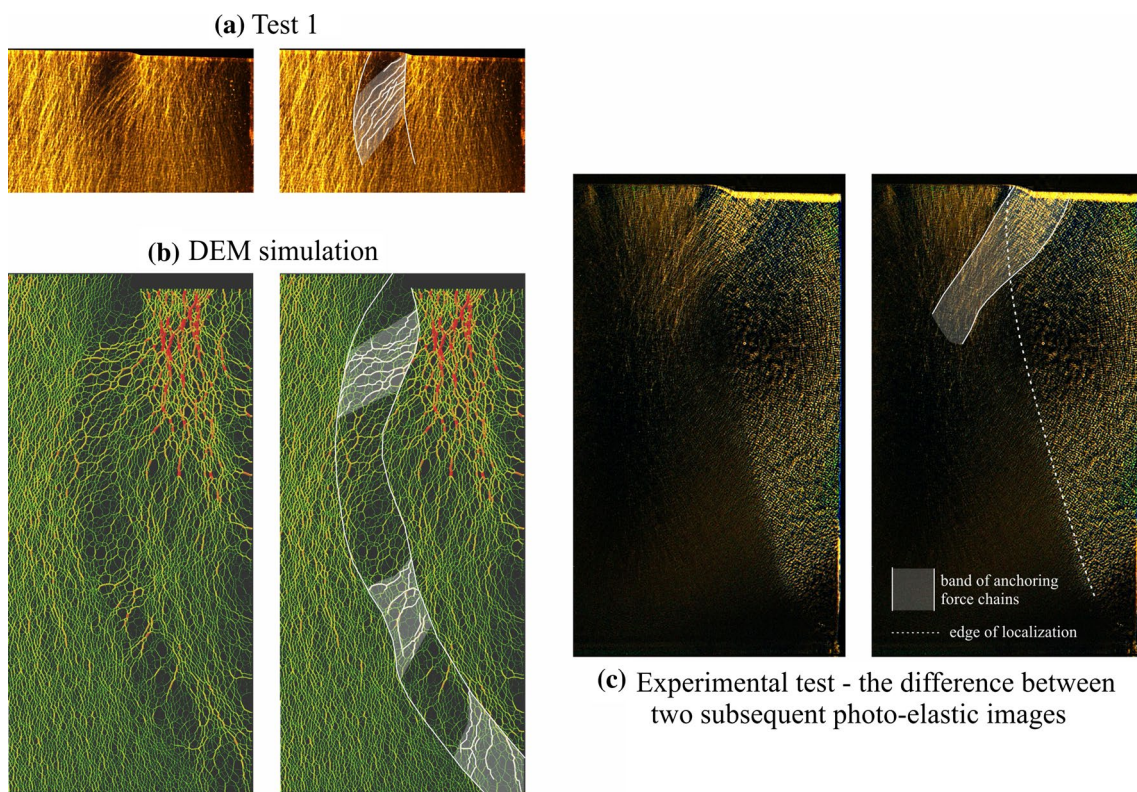 (a) Test 1
(b) DEM simulation
band of anchoring
force chains
edge of localization
(c) Experimental test - the difference between
two subsequent photo-elastic images